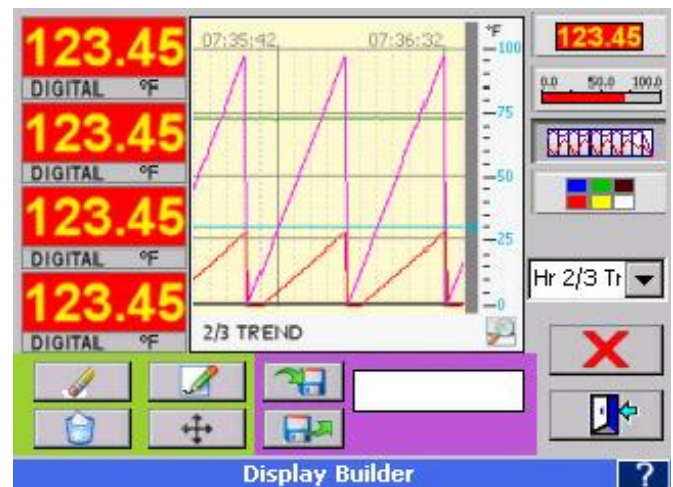 123.45
DIGITAL °F
123.45
DIGITAL °F
123.45
DIGITAL °F
123.45
DIGITAL °F
07:35:42 07:36:32 °F
100
75
50
25
0
2/3 TREND
123.45
0.0 50.0 100.0
Hr 2/3 Tr
Display Builder ?